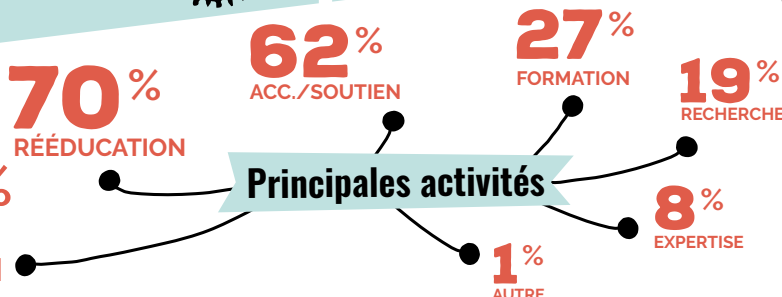 62%
ACC./SOUTIEN
27%
FORMATION
19%
RECHERCHE
70%
RÉÉDUCATION
Principales activités
%
8%
EXPERTISE
1%
AUTRE